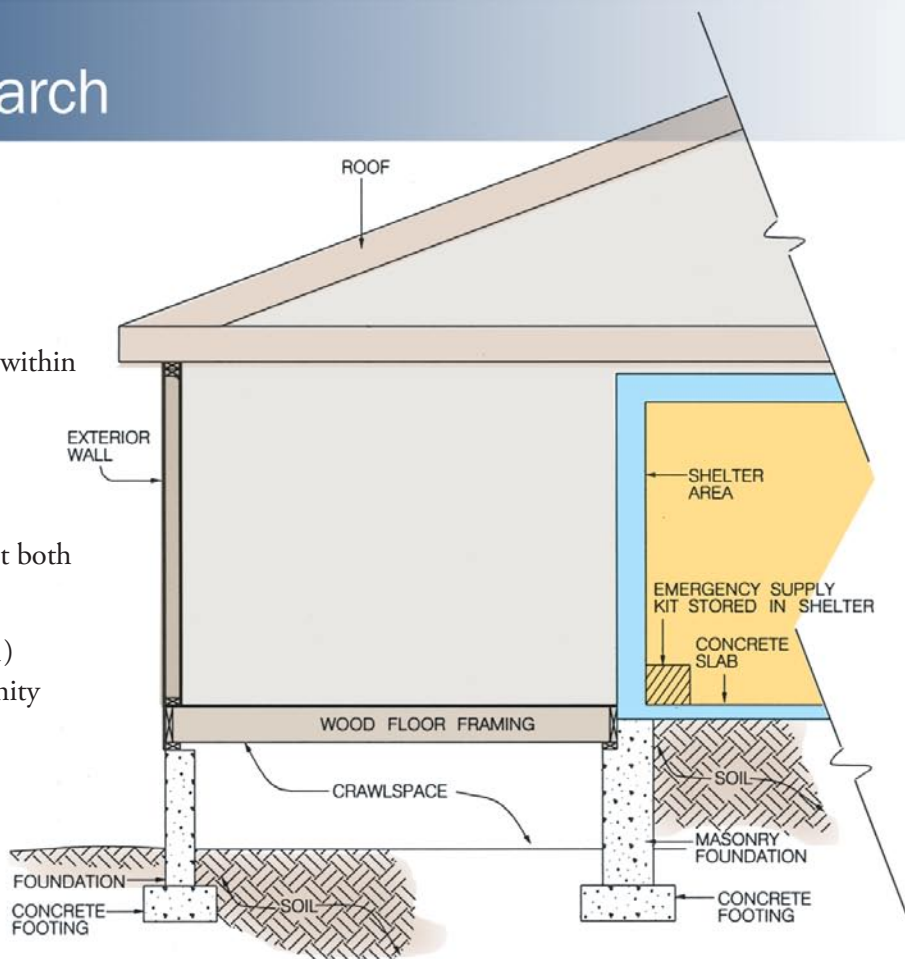 arch
ROOF
within
EXTERIOR
WALL
SHELTER
AREA
t both
EMERGENCY SUPPLY
KIT STORED IN SHELTER
)
nity
CONCRETE
SLAB
WOOD FLOOR FRAMING
CRAWLSPACE
SOIL
MASONRY
FOUNDATION
FOUNDATION
CONCRETE
FOOTING
SOIL
CONCRETE
FOOTING